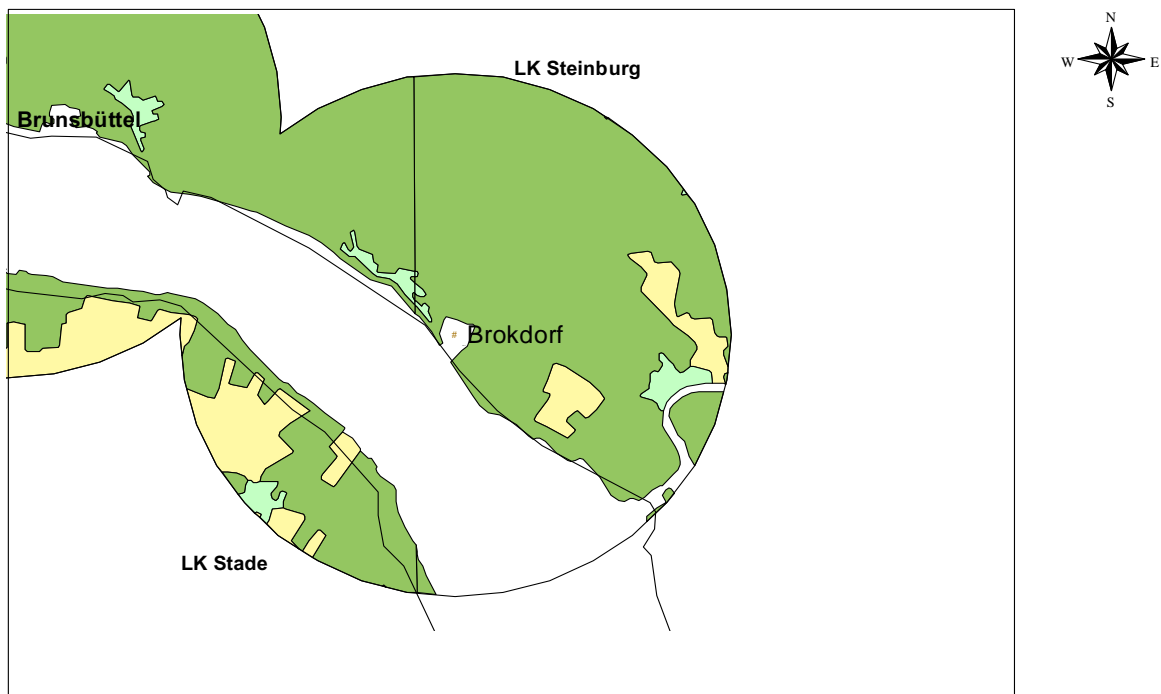 N
LK Steinburg
W E
S
Brunsbüttel
# Brokdorf
LK Stade